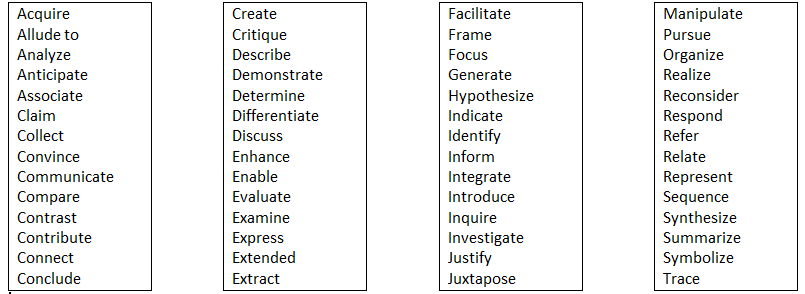 Acquire
Allude to
Analyze
Anticipate
Associate
Claim
Collect
Convince
Communicate
Compare
Contrast
Contribute
Connect
Conclude
Create
Critique
Describe
Demonstrate
Determine
Differentiate
Discuss
Enhance
Enable
Evaluate
Examine
Express
Extended
Extract
Facilitate
Frame
Focus
Generate
Hypothesize
Indicate
Identify
Inform
Integrate
Introduce
Inquire
Investigate
Justify
Juxtapose
Manipulate
Pursue
Organize
Realize
Reconsider
Respond
Refer
Relate
Represent
Sequence
Synthesize
Summarize
Symbolize
Trace